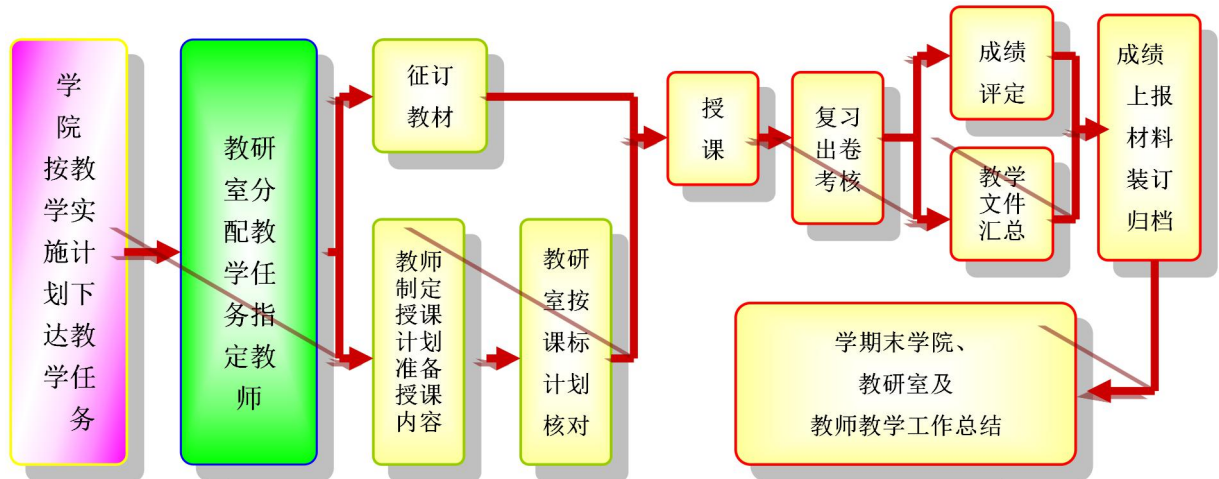 学
院
按教
学实
施计
划下
达教
学任
务
教研
室分
配教
学任
务指
定教
师
征订
教材
教师
制定
授课
计划
准备
授课
内容
教研
室按
课标
计划
核对
授
课
复习
出卷
考核
成绩
评定
教学
文件
汇总
成绩
上报
材料
装订
归档
学期末学院、
教研室及
教师教学工作总结